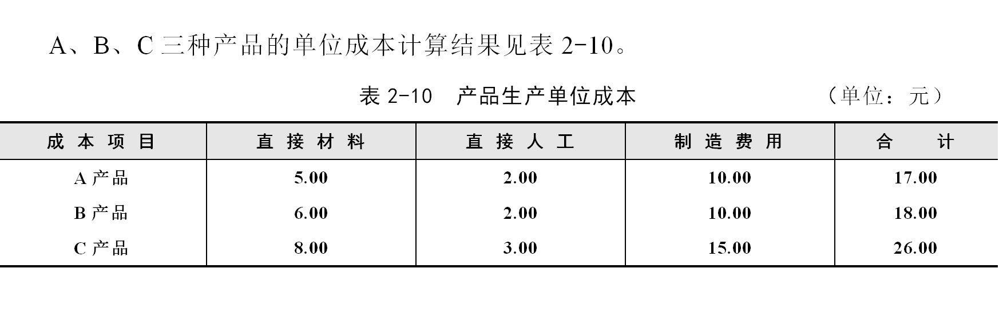 A、B、C 三种产品的单位成本计算结果见表 2-10。
表 2-10 产品生产单位成本 （单位：元）
成本项目 直接材料 直接人工 制造费用 合计
A 产品 5.00 2.00 10.00 17.00
B 产品 6.00 2.00 10.00 18.00
C 产品 8.00 3.00 15.00 26.00